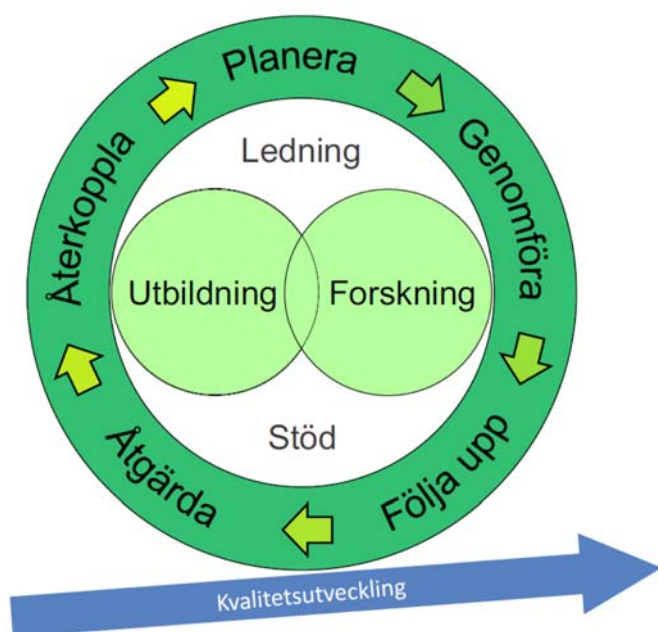 Planera
Genomföra
Följa upp
Åtgärda
Återkoppla
Ledning
Utbildning
Forskning
Stöd
Kvalitetsutveckling